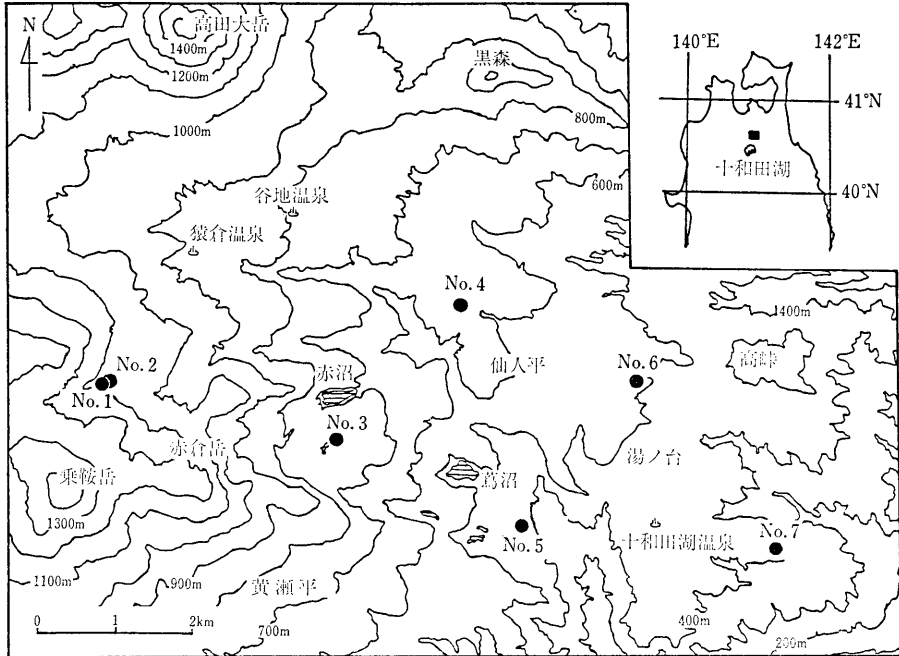 N
高田大岳
1400m
1200m
1000m
黒森
800m
600m
140°E
142°E
41°N
十和田湖
40°N
谷地温泉
猿倉温泉
No. 4
1400m
No. 2
No. 1
赤沼
仙人平
No. 6
高峠
No. 3
赤倉岳
乗鞍岳
1300m
蔦沼
湯ノ台
No. 5
十和田湖温泉
No. 7
1100m
900m
黄瀬平
700m
400m
200m
0
1
2km